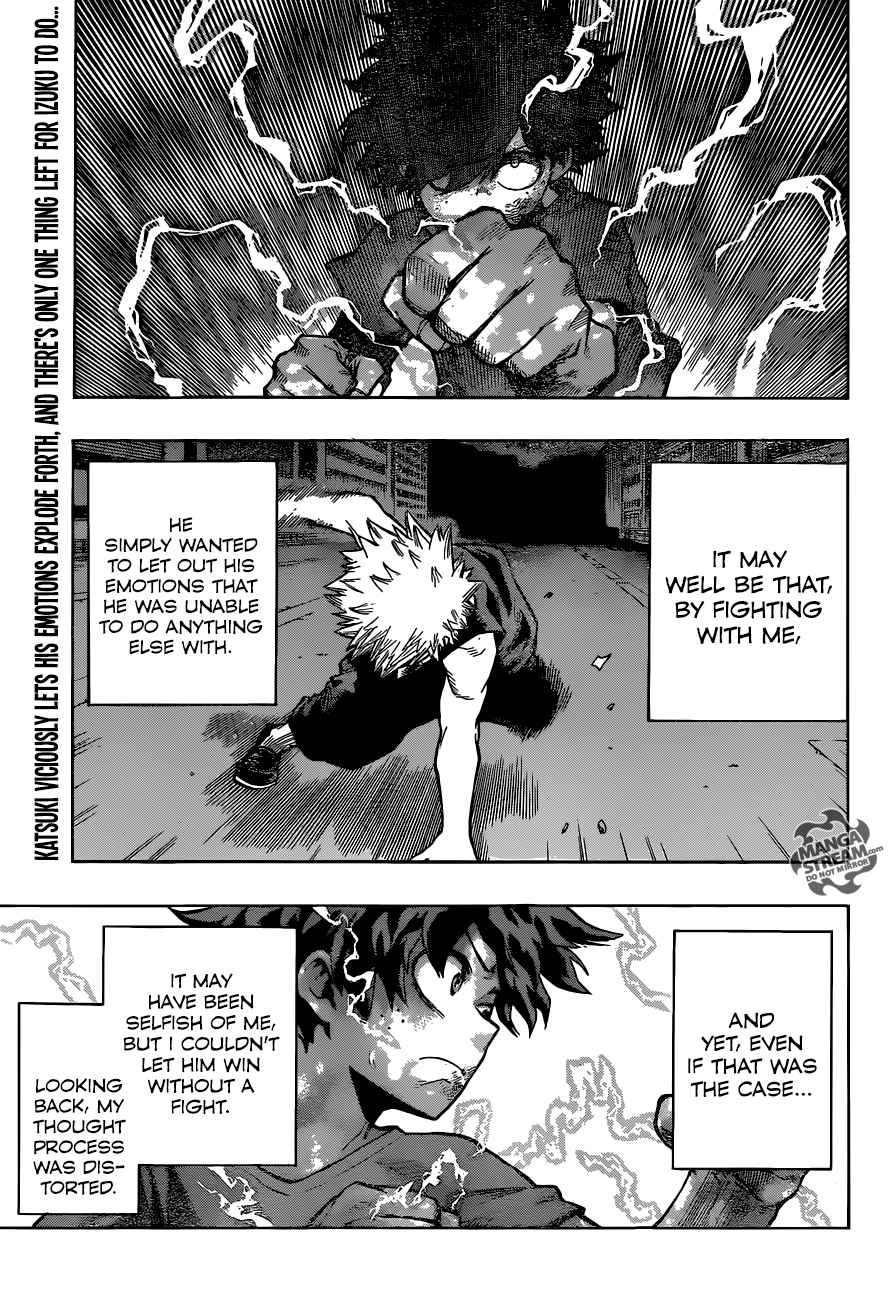 KATSUKI VICIOUSLY LETS HIS EMOTIONS EXPLODE FORTH, AND THERE'S ONLY ONE THING LEFT FOR IZUKU TO DO...
IT MAY
WELL BE THAT,
BY FIGHTING
WITH ME,
HE
SIMPLY WANTED
TO LET OUT HIS
EMOTIONS THAT
HE WAS UNABLE
TO DO ANYTHING
ELSE WITH.
MANGA
STREAM.com
DO NOT MIRROR
AND
YET, EVEN
IF THAT WAS
THE CASE...
IT MAY
HAVE BEEN
SELFISH OF ME,
BUT I COULDN'T
LET HIM WIN
WITHOUT A
FIGHT.
LOOKING
BACK, MY
THOUGHT
PROCESS
WAS DIS-
TORTED.